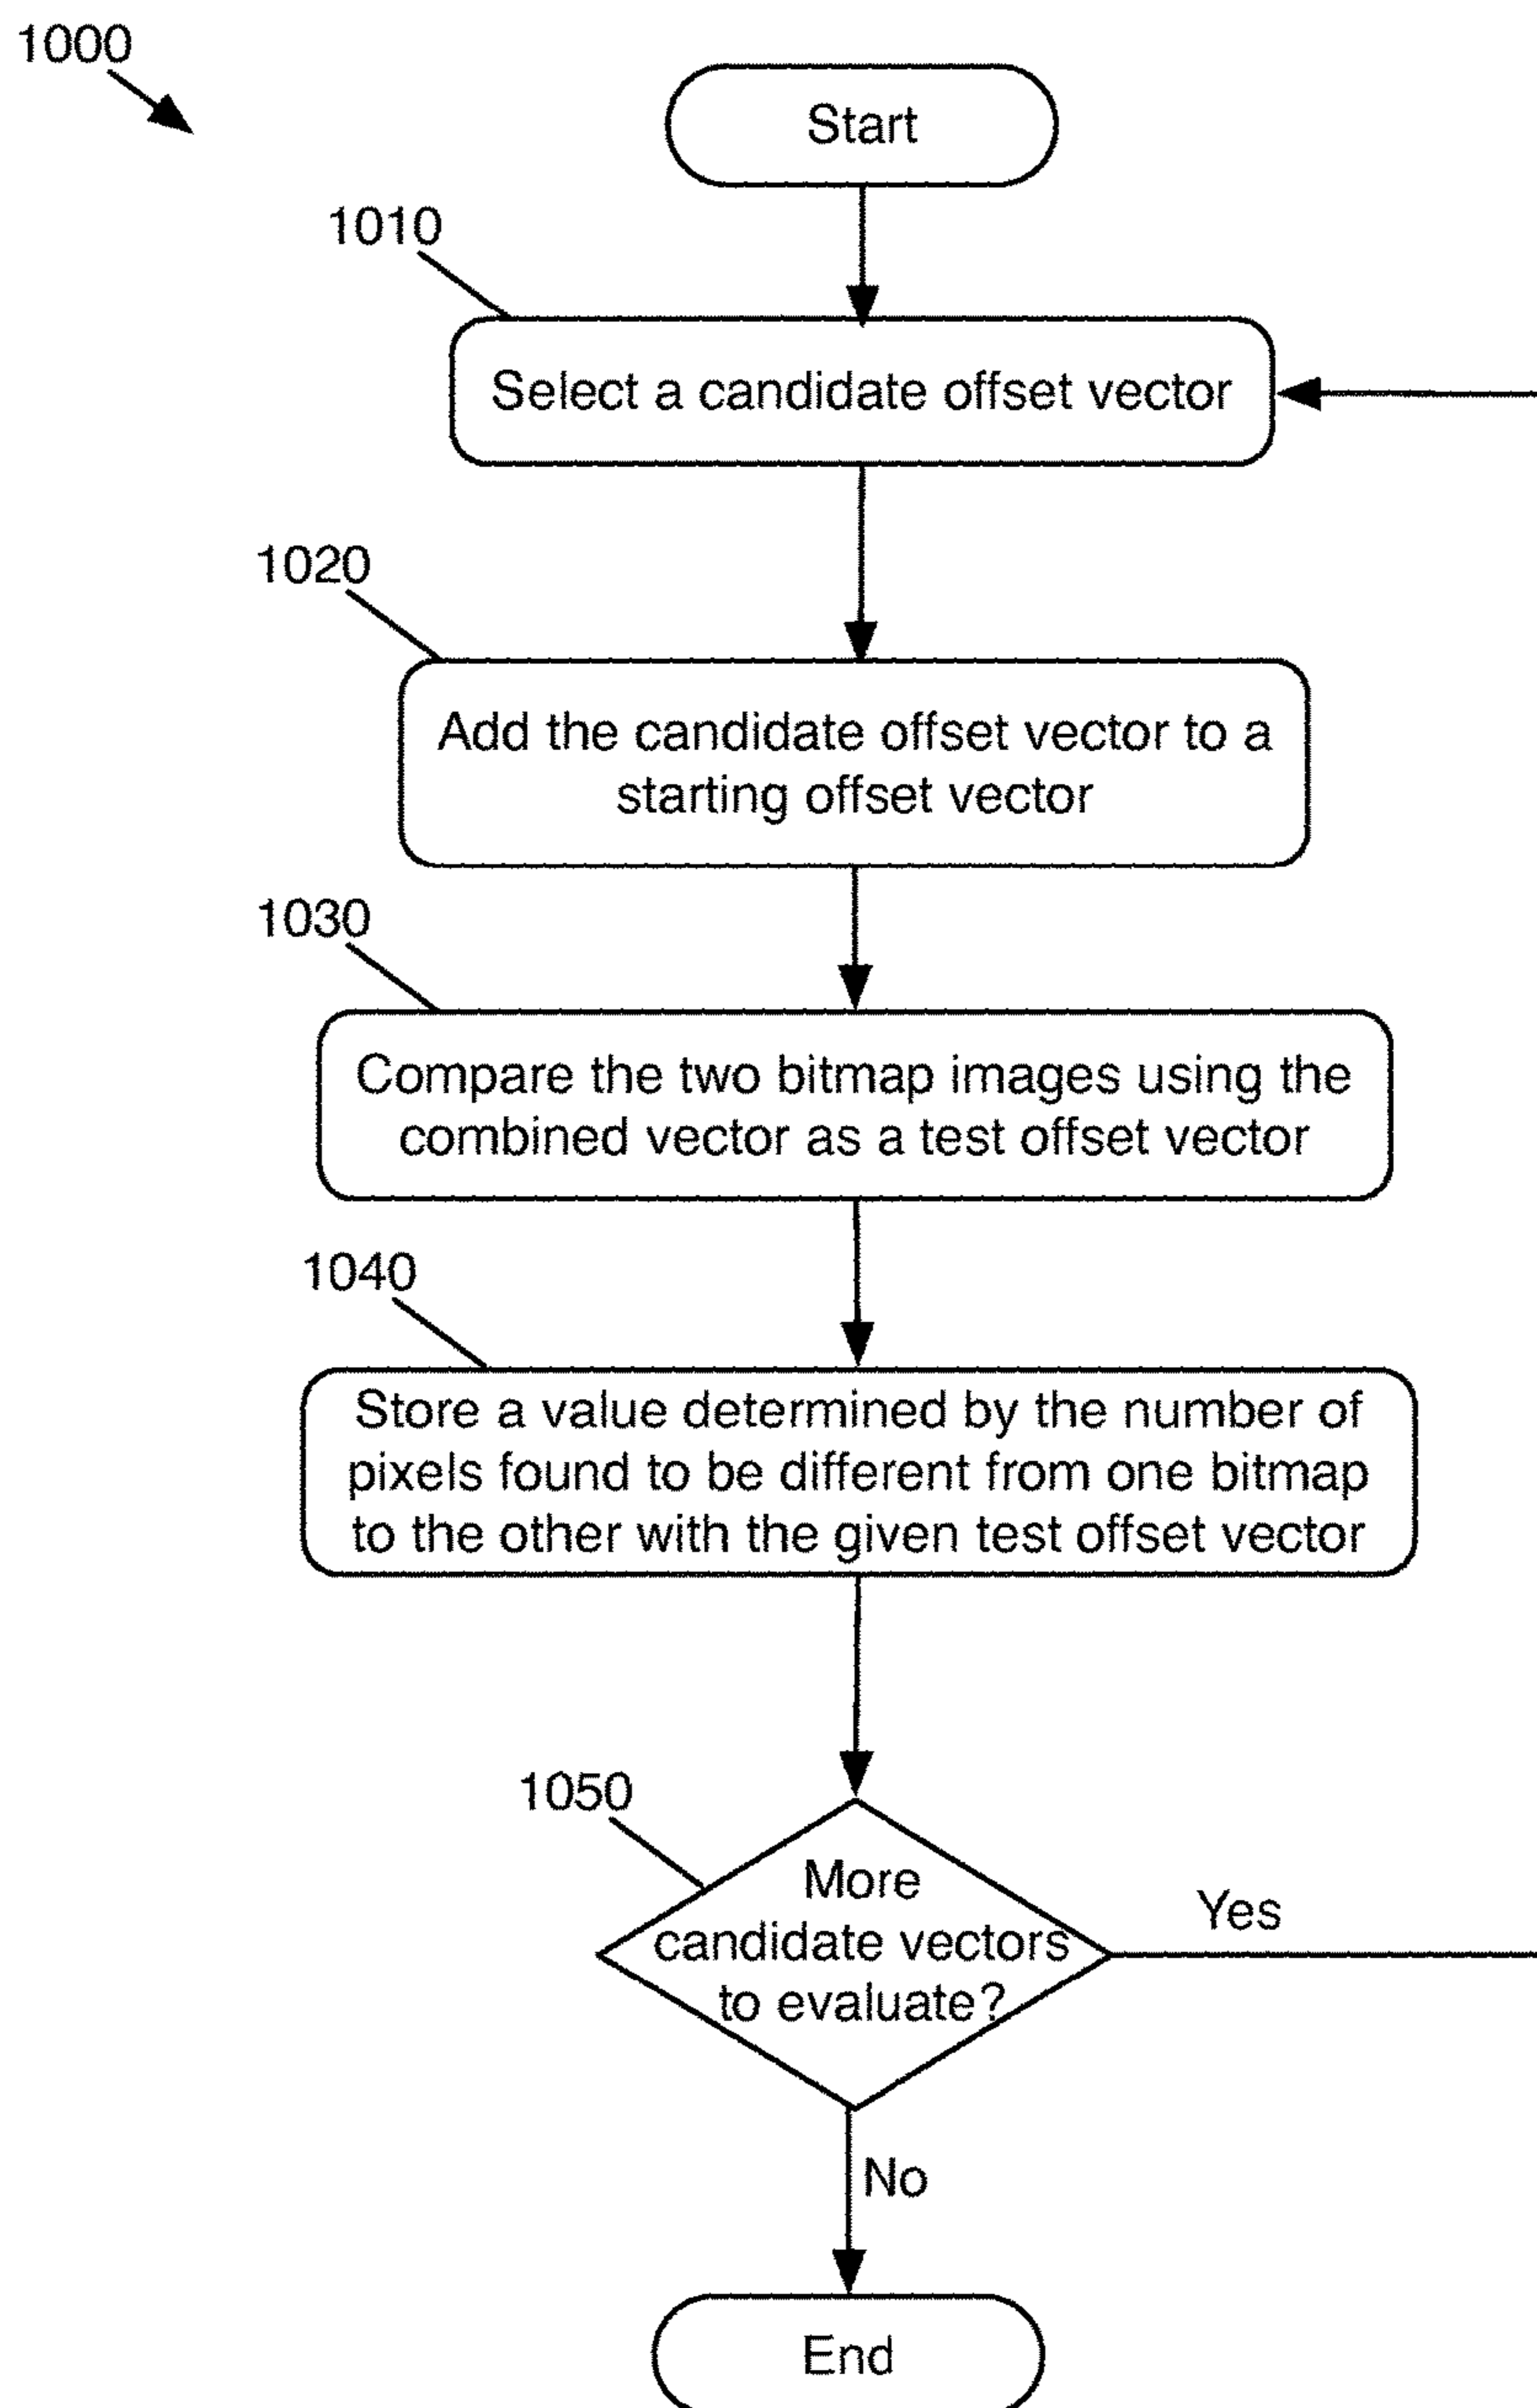 1000
Start
1010
Select a candidate offset vector
1020
Add the candidate offset vector to a
starting offset vector
1030
Compare the two bitmap images using the
combined vector as a test offset vector
1040
Store a value determined by the number of
pixels found to be different from one bitmap
to the other with the given test offset vector
1050
More
candidate vectors
to evaluate?
Yes
No
End